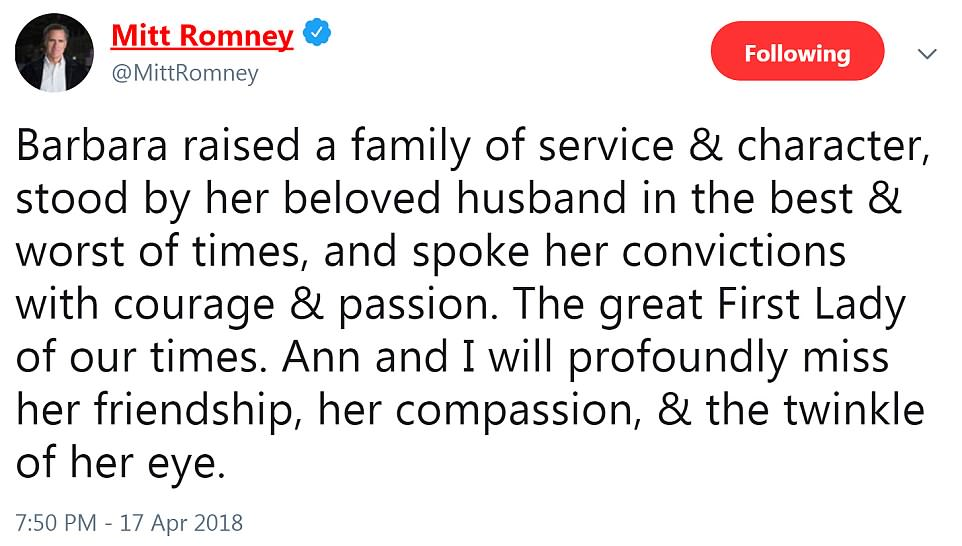 Mitt Romney
@MittRomney
Following
Barbara raised a family of service & character,
stood by her beloved husband in the best &
worst of times, and spoke her convictions
with courage & passion. The great First Lady
of our times. Ann and I will profoundly miss
her friendship, her compassion, & the twinkle
of her eye.
7:50 PM - 17 Apr 2018